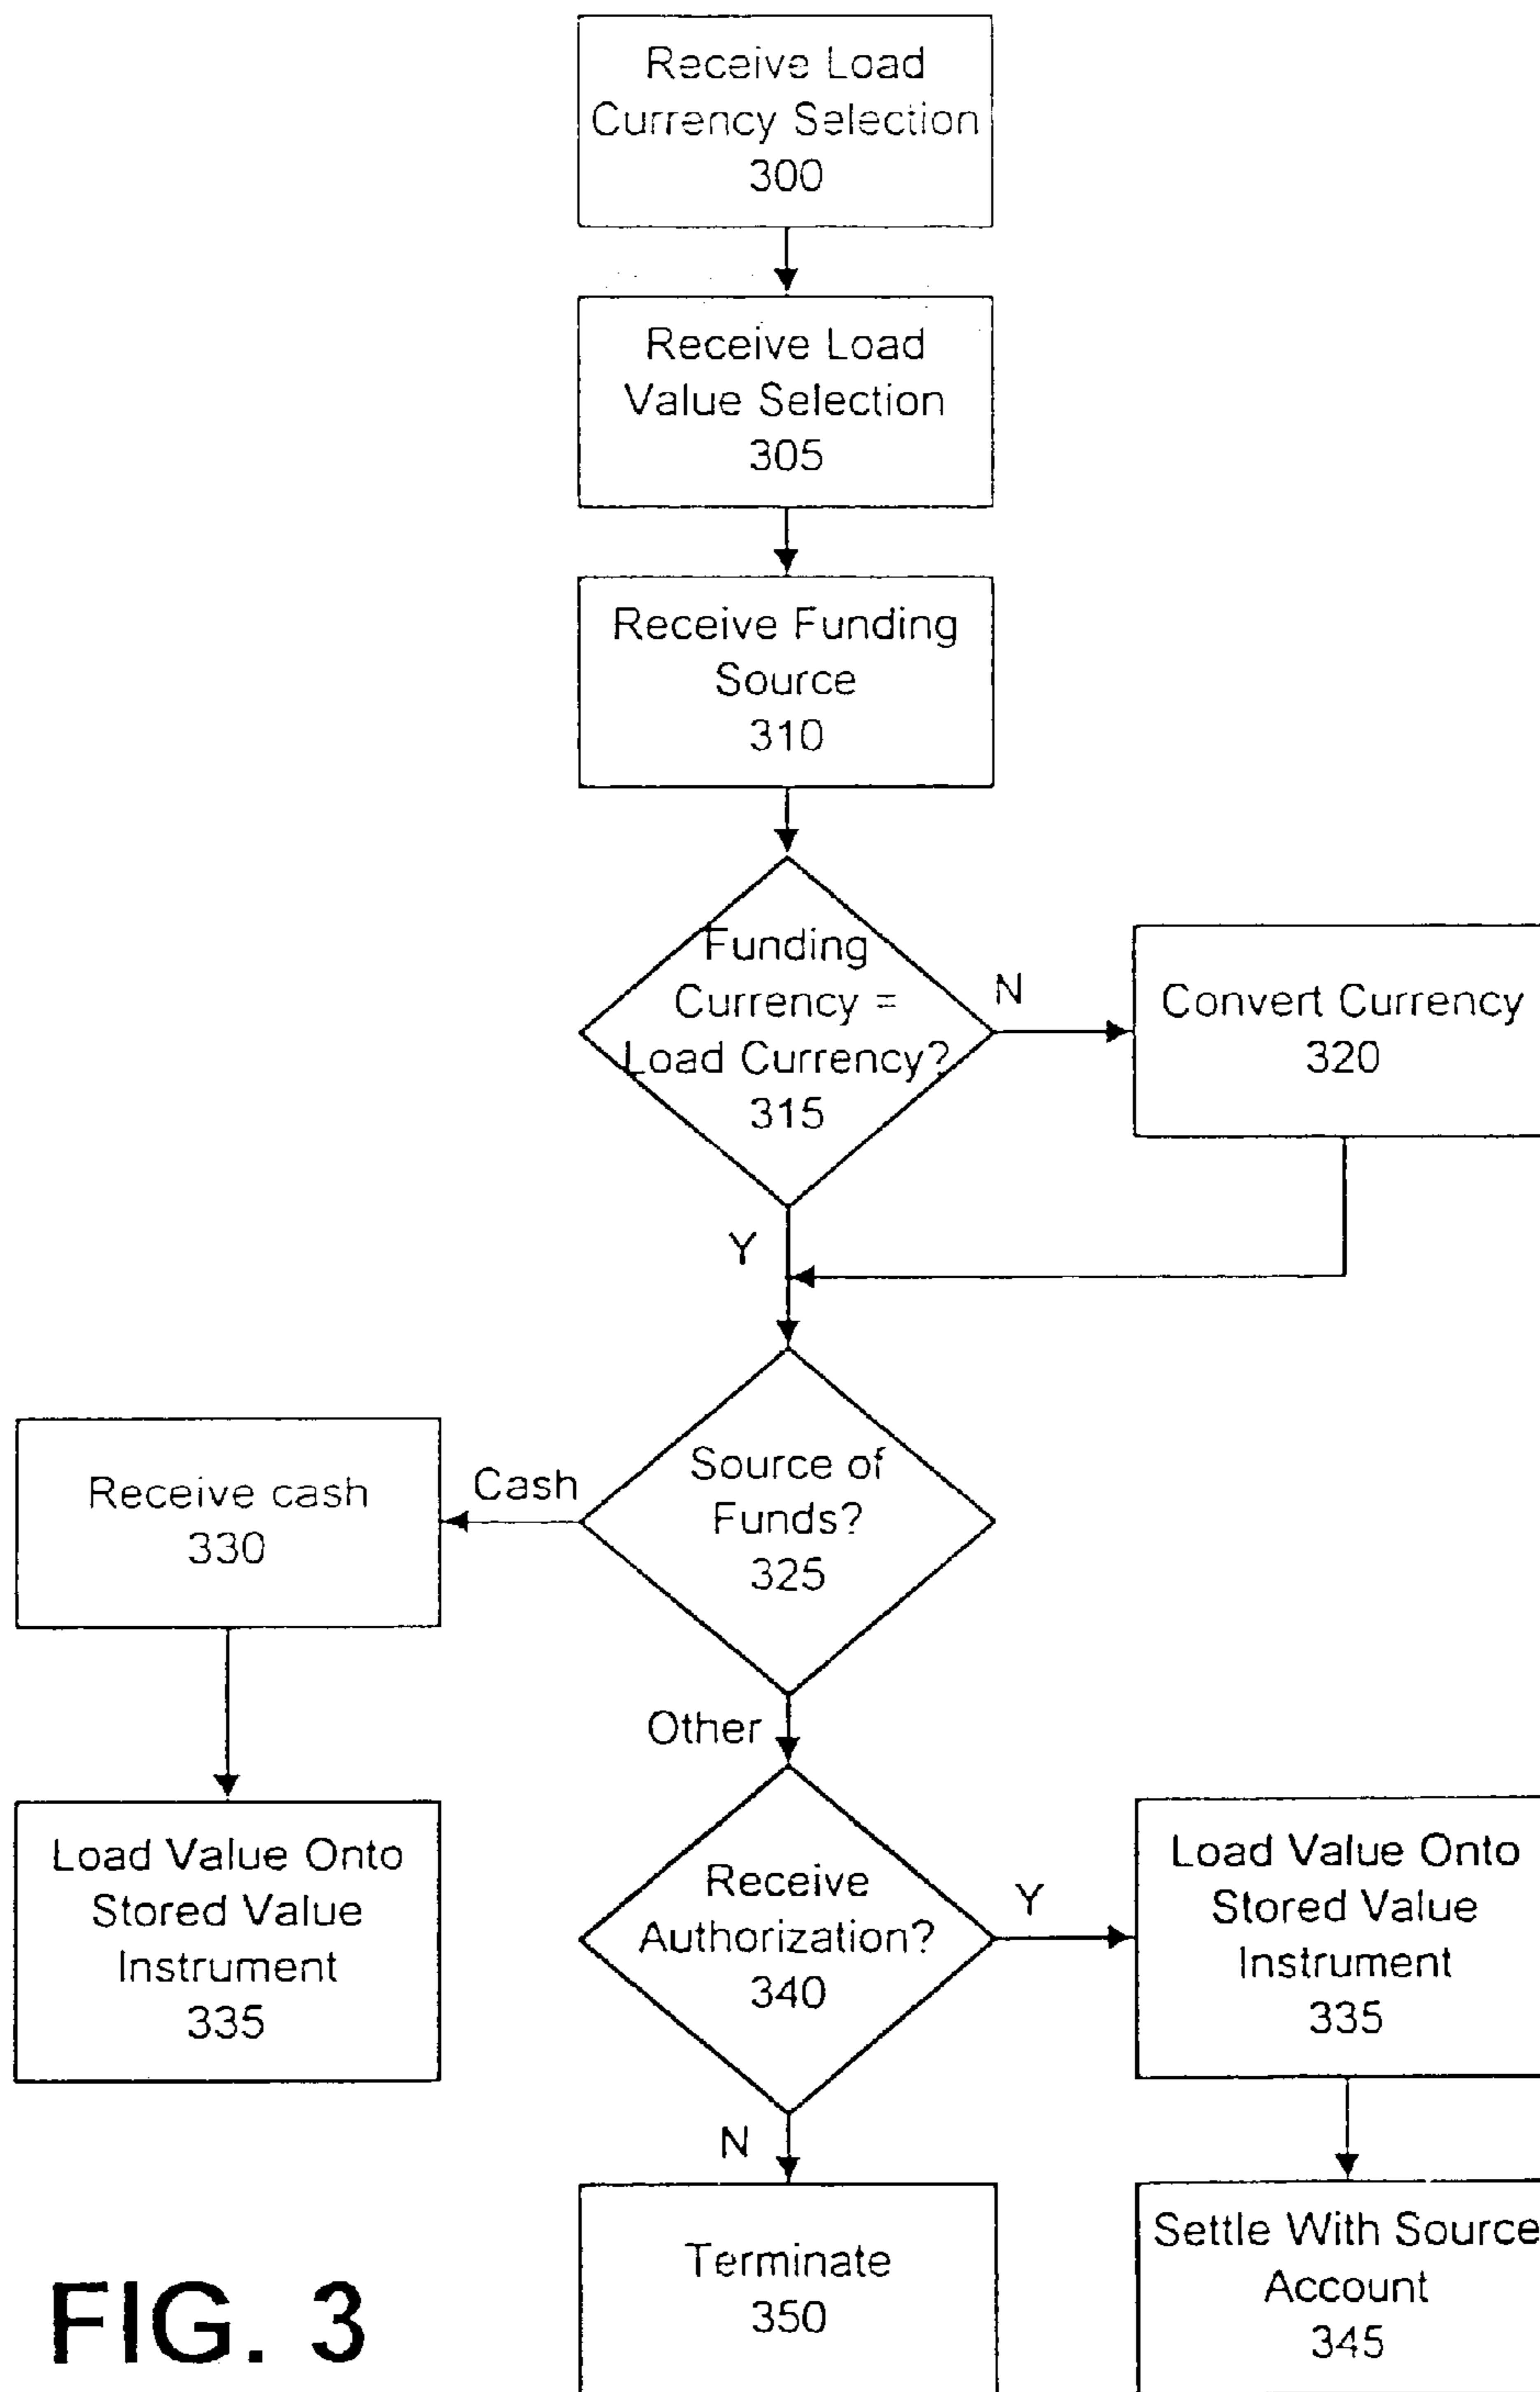 Receive Load
Currency Selection
300
Receive Load
Value Selection
305
Receive Funding
Source
310
Funding
Currency =
Load Currency?
315
N
Convert Currency
320
Y
Source of
Funds?
325
Cash
Receive cash
330
Other
Load Value Onto
Stored Value
Instrument
335
Receive
Authorization?
340
Y
Load Value Onto
Stored Value
Instrument
335
N
Terminate
350
Settle With Source
Account
345
FIG. 3